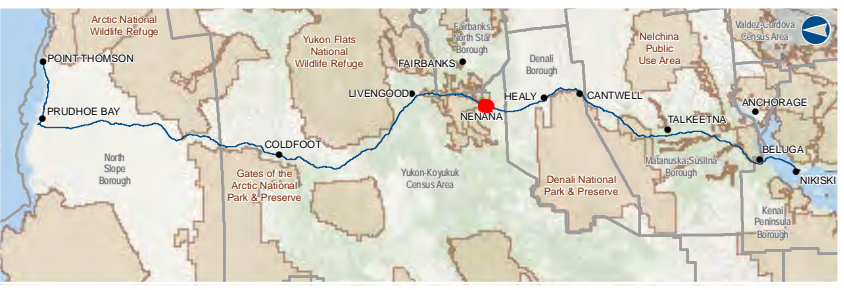 Arctic National
Wildlife Refuge
Yukon Flats
National
Wildlife Refuge
Fairbanks
North Star
Borough
Denali
Borough
Nelchina
Public
Use Area
Valdez-Cordova
Census Area
POINT THOMSON
FAIRBANKS
LIVENGOOD
HEALY
CANTWELL
ANCHORAGE
PRUDHOE BAY
NENANA
TALKEETNA
COLDFOOT
BELUGA
North
Slope
Borough
Gates of the
Arctic National
Park & Preserve
Yukon-Koyukuk
Census Area
Denali National
Park & Preserve
Matanuska-Susitna
Borough
NIKISKI
Kenai
Peninsula
Borough